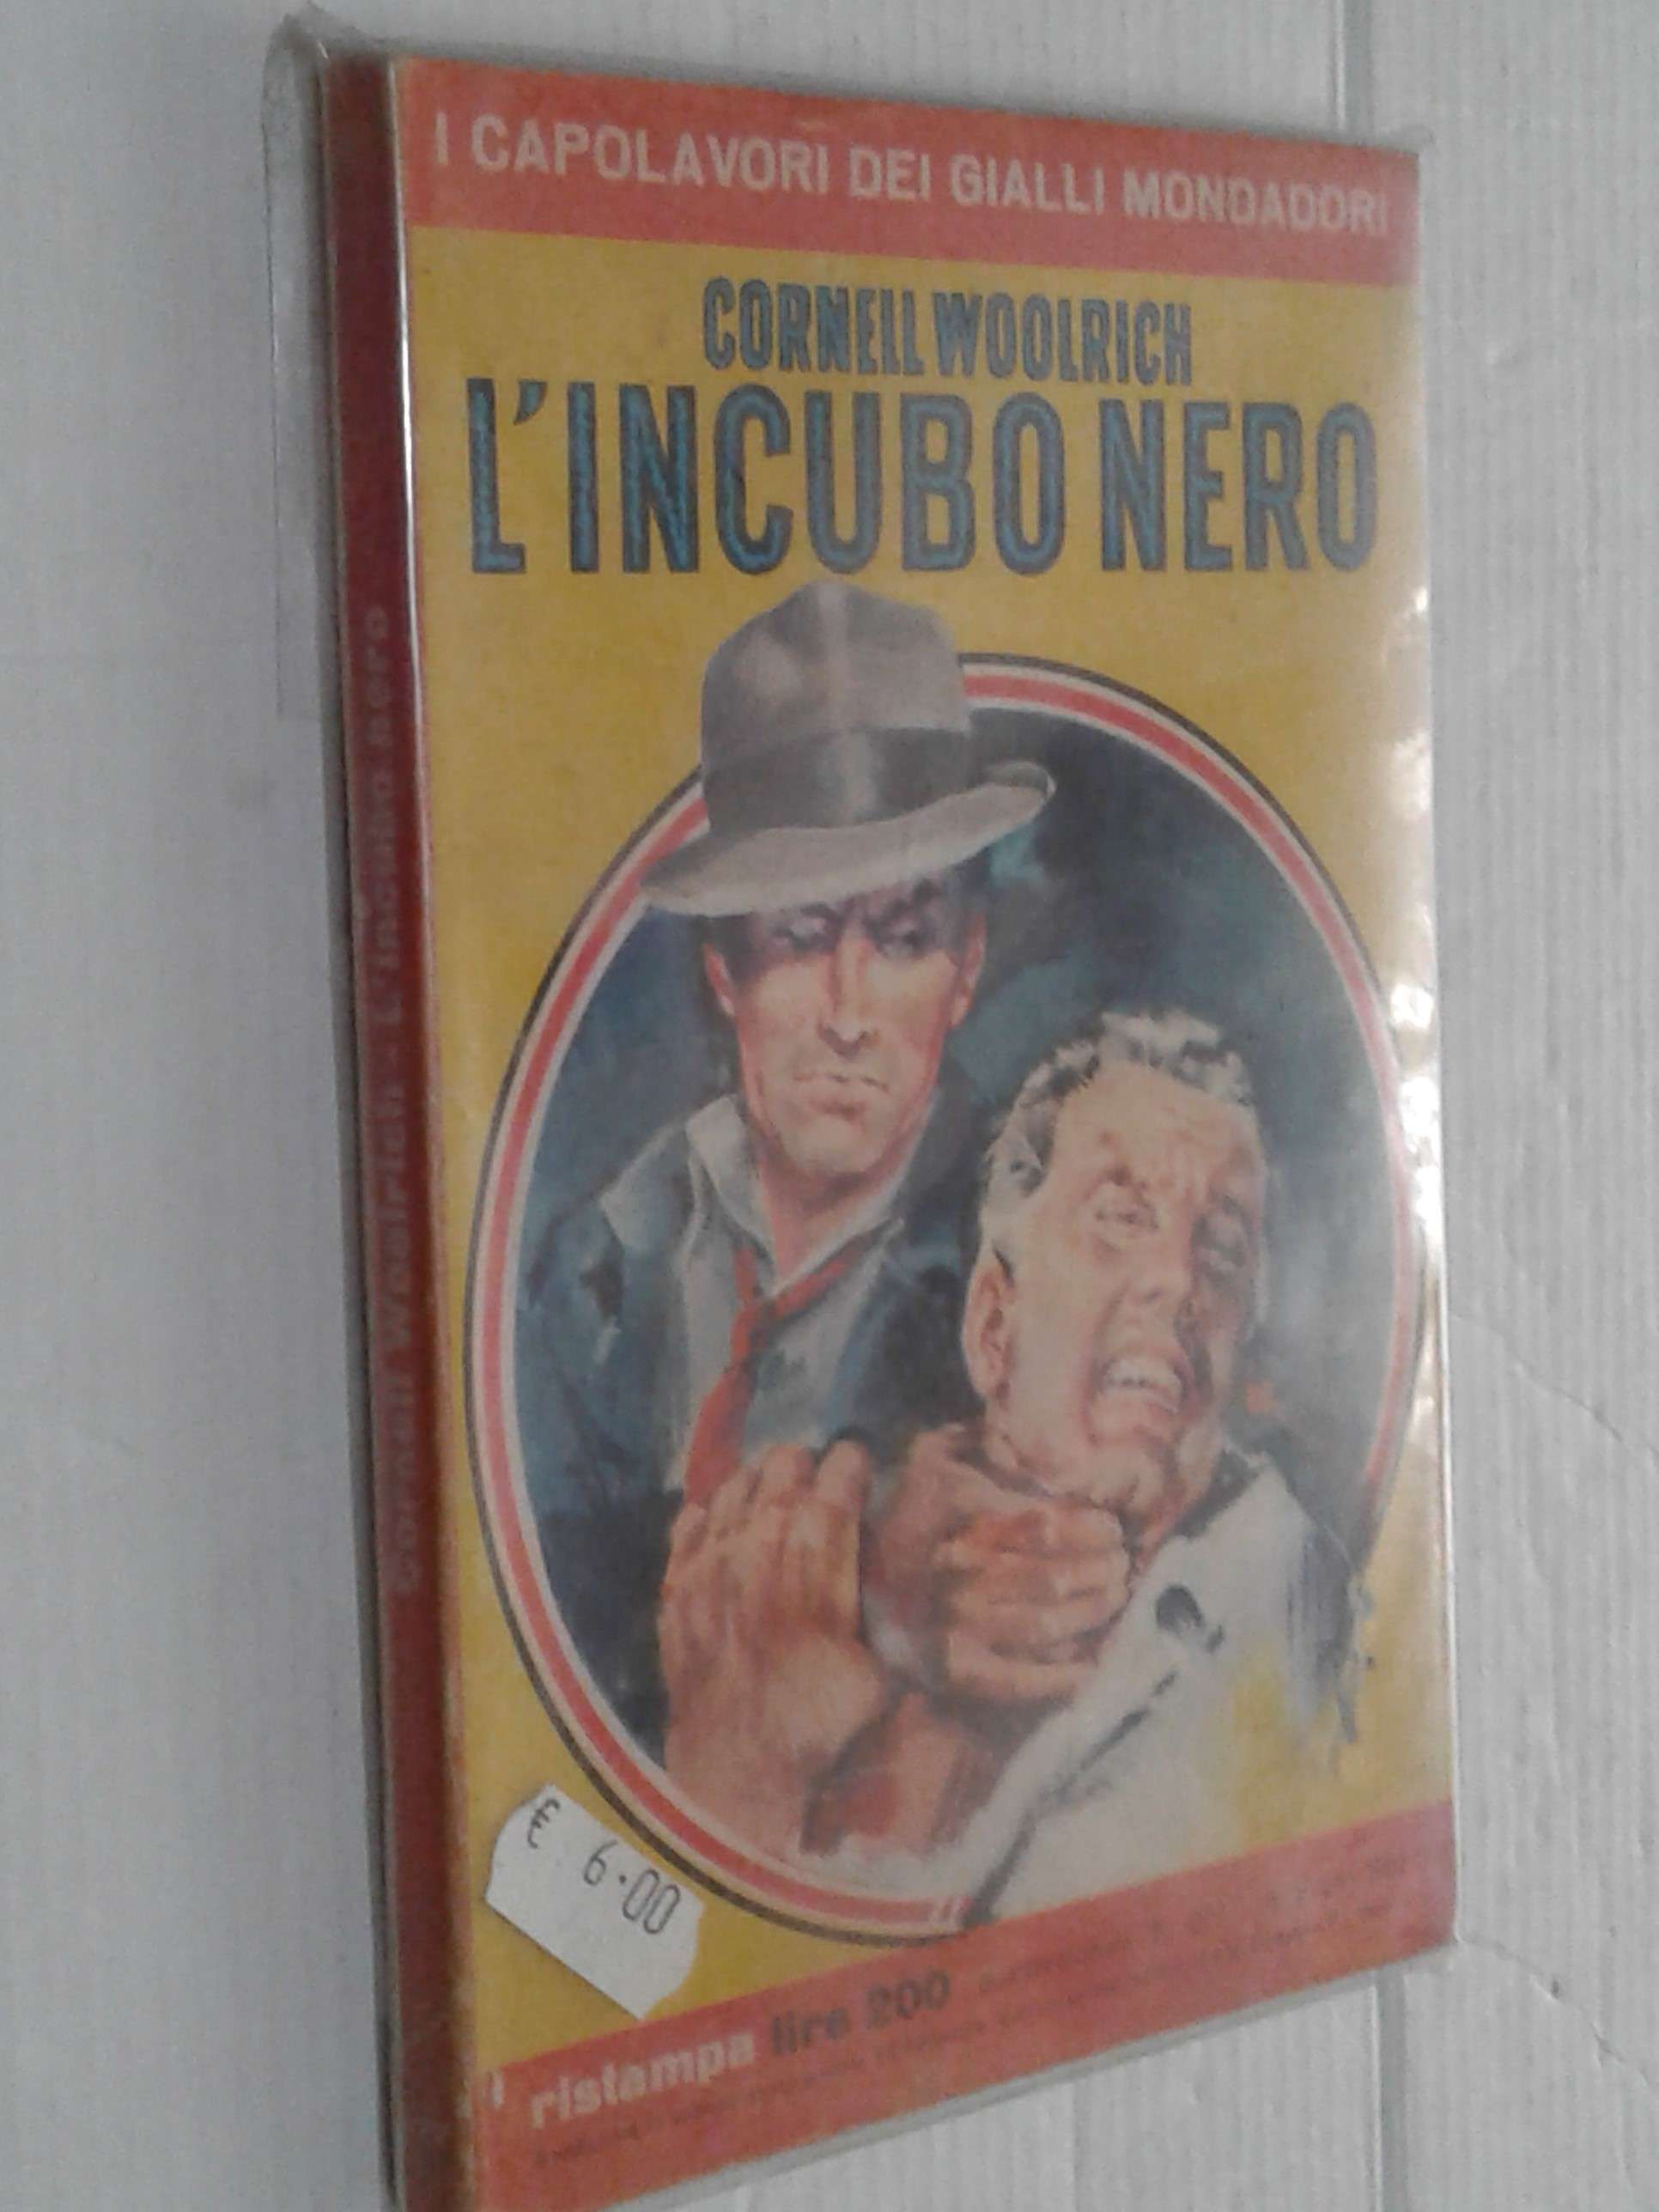 I CAPOLAVORI DEI GIALLI MONDADORI
CORNELL WOOLRICH
L'INCUBO NERO
Cornell Woolrich - L'incubo nero
€ 6.00
ristampa lire 200